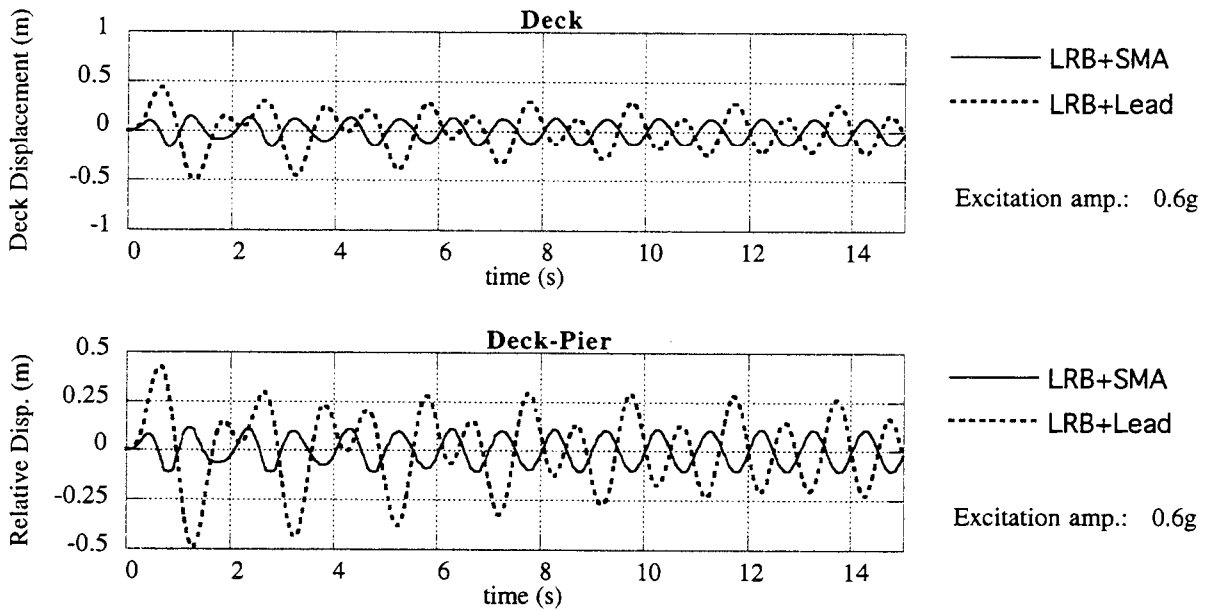 Deck
Deck Displacement (m)
1
0.5
0
-0.5
-1
0 2 4 6 8 10 12 14
time (s)
LRB+SMA
LRB+Lead
Excitation amp.: 0.6g
Deck-Pier
Relative Disp. (m)
0.5
0.25
0
-0.25
-0.5
0 2 4 6 8 10 12 14
time (s)
LRB+SMA
LRB+Lead
Excitation amp.: 0.6g